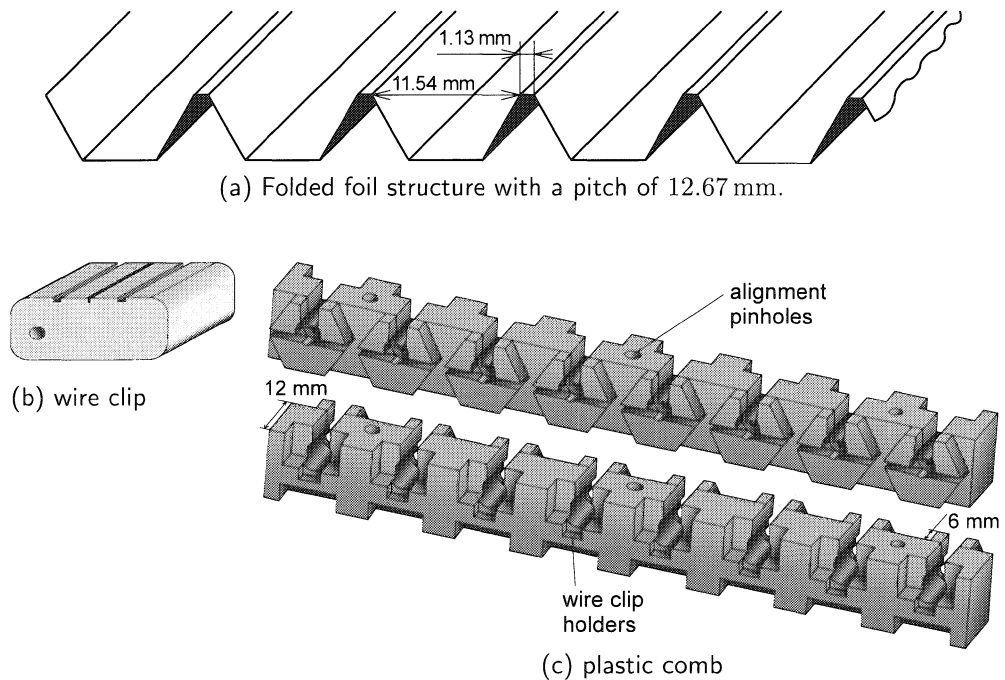 1.13 mm
11.54 mm
(a) Folded foil structure with a pitch of 12.67 mm.
alignment
pinholes
(b) wire clip
12 mm
6 mm
wire clip
holders
(c) plastic comb